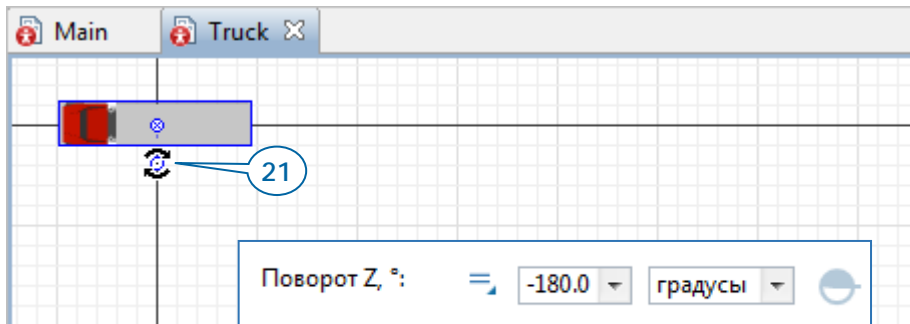 Main
Truck
21
Поворот Z, °:
-180.0
градусы